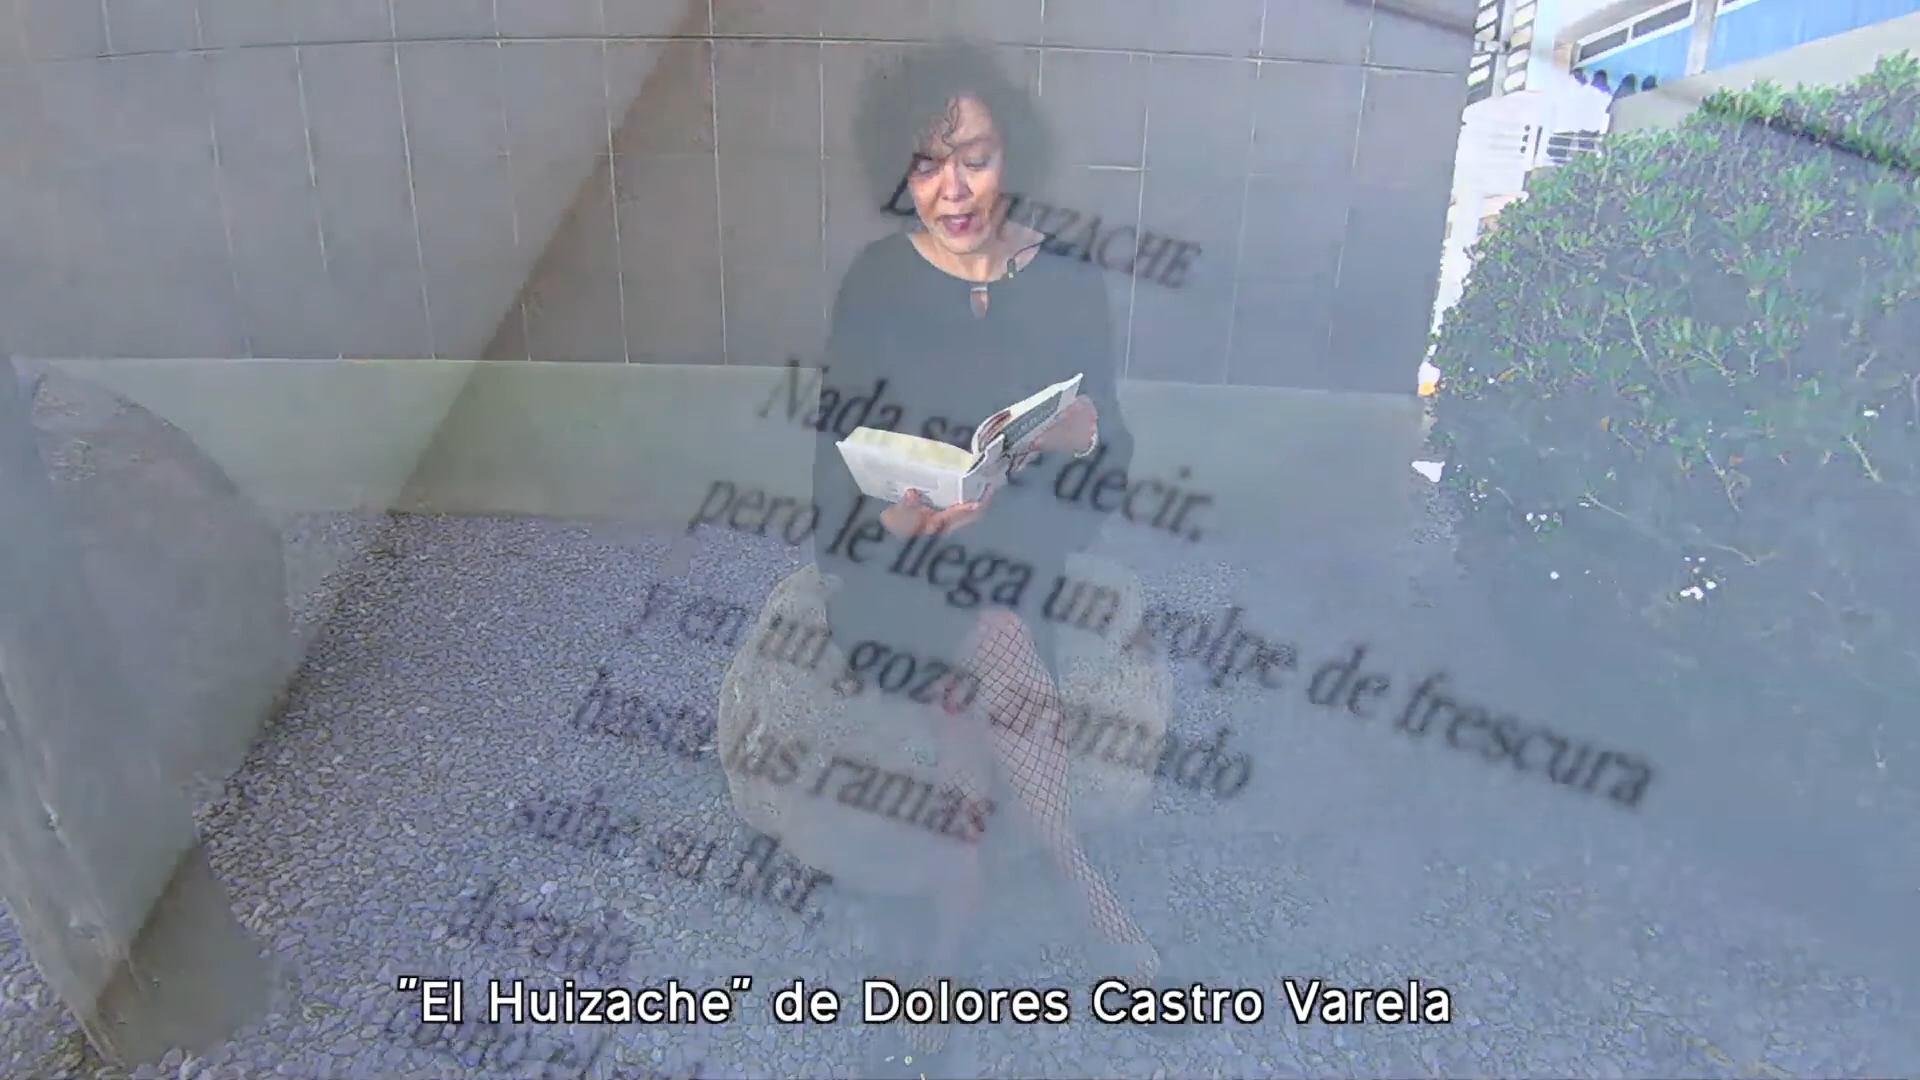 HUIZACHE
Nada sabe decir,
pero le llega un golpe de frescura
y en un gozo
hasta las ramas
sube su flor,
"El Huizache" de Dolores Castro Varela